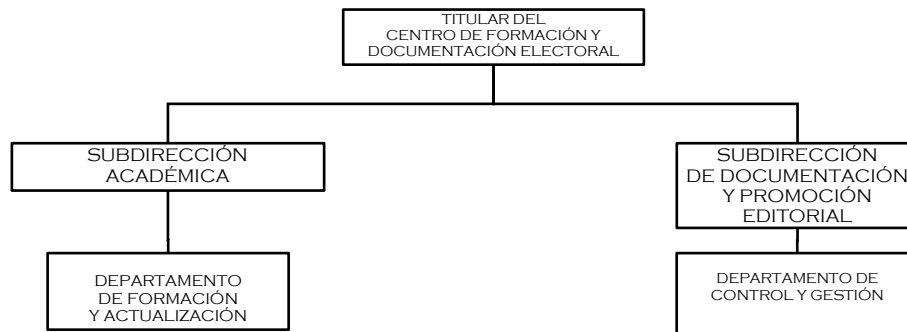 TITULAR DEL
CENTRO DE FORMACIÓN Y
DOCUMENTACIÓN ELECTORAL
SUBDIRECCIÓN
ACADÉMICA
SUBDIRECCIÓN
DE DOCUMENTACIÓN
Y PROMOCIÓN
EDITORIAL
DEPARTAMENTO
DE FORMACIÓN
Y ACTUALIZACIÓN
DEPARTAMENTO DE
CONTROL Y GESTIÓN